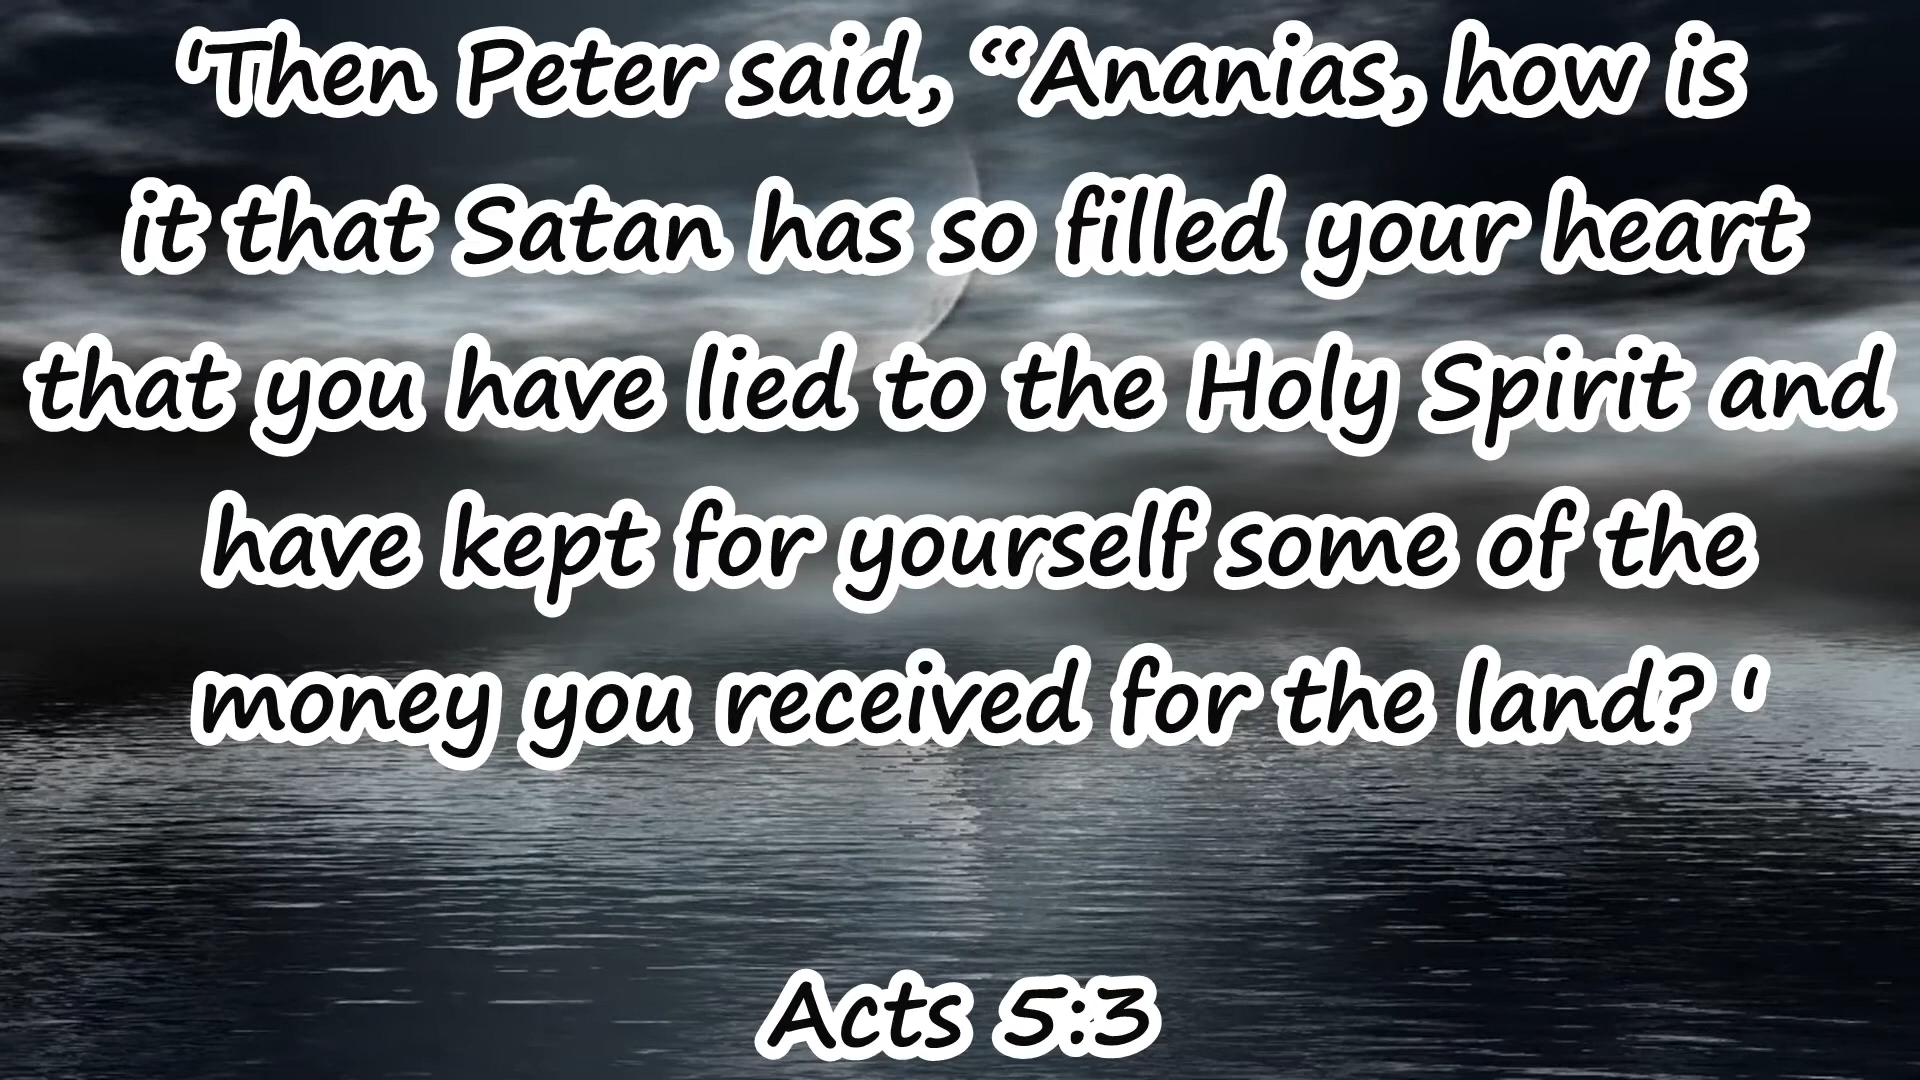 'Then Peter said, “Ananias, how is
it that Satan has so filled your heart
that you have lied to the Holy Spirit and
have kept for yourself some of the
money you received for the land? '
Acts 5:3